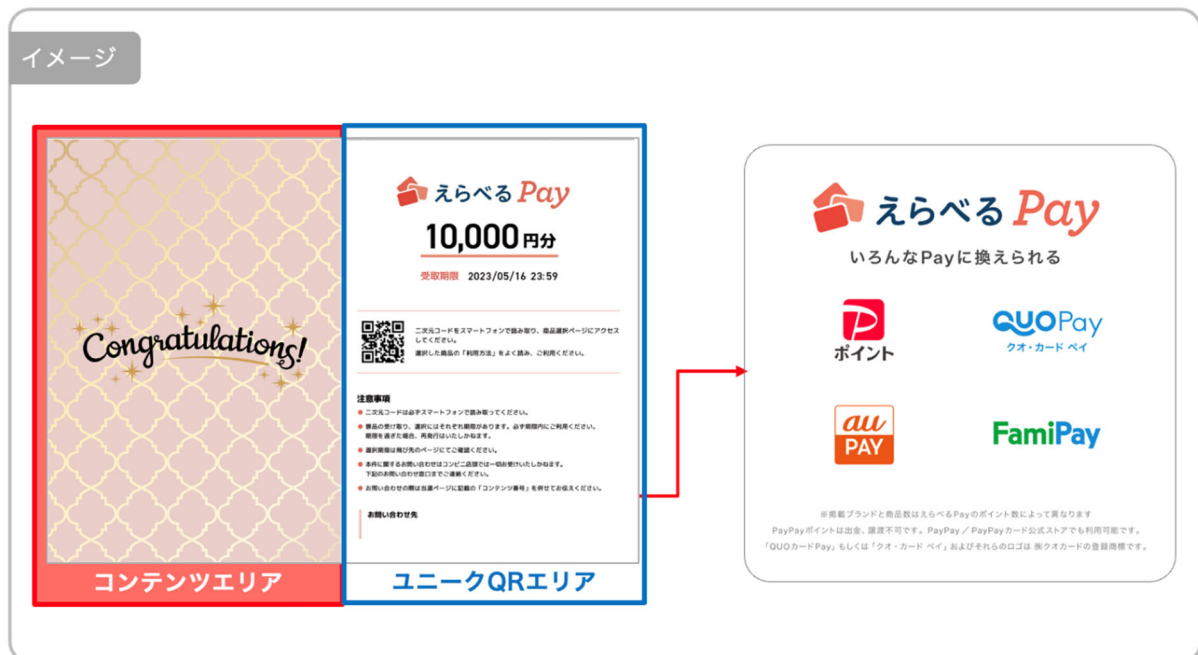 イメージ
Congratulations!
コンテンツエリア
えらべるPay
10,000円分
受取期限 2023/05/16 23:59
二次元コードをスマートフォンで読み取り、商品選択ページにアクセス
してください。
選択した商品の「利用方法」をよく読み、ご利用ください。
注意事項
● 二次元コードは必ずスマートフォンで読み取ってください。
● 景品の受け取り、選択にはそれぞれ期限があります。必ず期限内にご利用ください。
期限を過ぎた場合、再発行はいたしかねます。
● 選択期限は飛び先のページにてご確認ください。
● 本件に関するお問い合わせはコンビニ店頭では一切お受けいたしかねます。
下記のお問い合わせ窓口までご連絡ください。
● お問い合わせの際は当選ページに記載の「コンテンツ番号」を併せてお伝えください。
お問い合わせ先
ユニークQRエリア
えらべるPay
いろんなPayに換えられる
P
ポイント
QUOPay
クオ・カード ペイ
au
PAY
FamiPay
※掲載ブランドと商品数はえらべるPayのポイント数によって異なります
PayPayポイントは出金、譲渡不可です。PayPay／PayPayカード公式ストアでも利用可能です。
「QUOカードPay」もしくは「クオ・カード ペイ」およびそれらのロゴは ㈱クオカードの登録商標です。